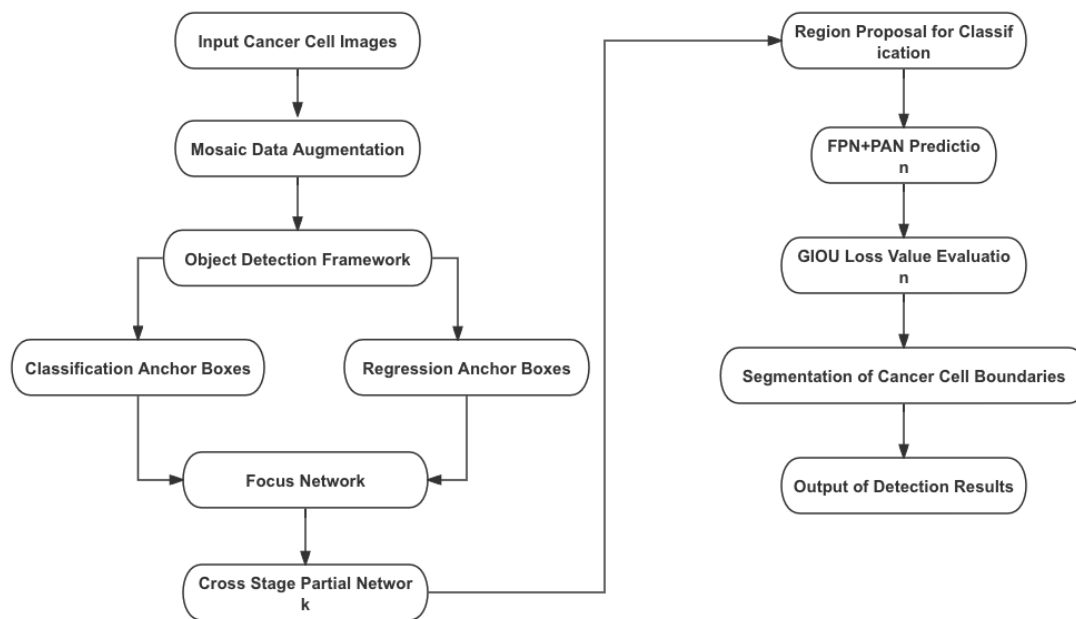 Input Cancer Cell Images
Mosaic Data Augmentation
Object Detection Framework
Classification Anchor Boxes
Regression Anchor Boxes
Focus Network
Cross Stage Partial Networ
k
Region Proposal for Classif
ication
FPN+PAN Predictio
n
GIOU Loss Value Evaluatio
n
Segmentation of Cancer Cell Boundaries
Output of Detection Results